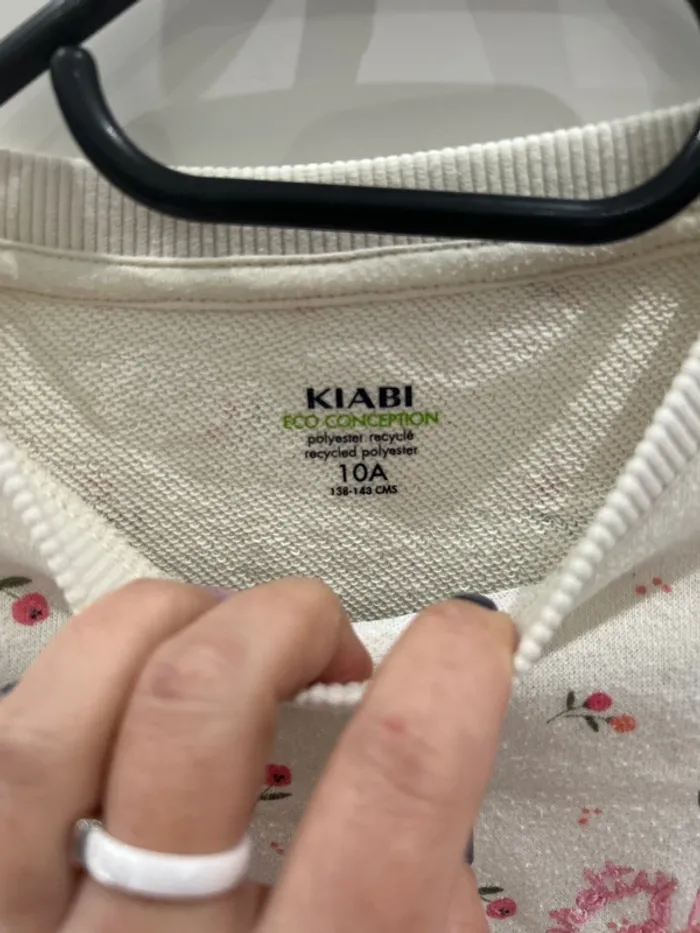 KIABI
ECO CONCEPTION
polyester recyclé
recycled polyester
10A
138-143 CMS